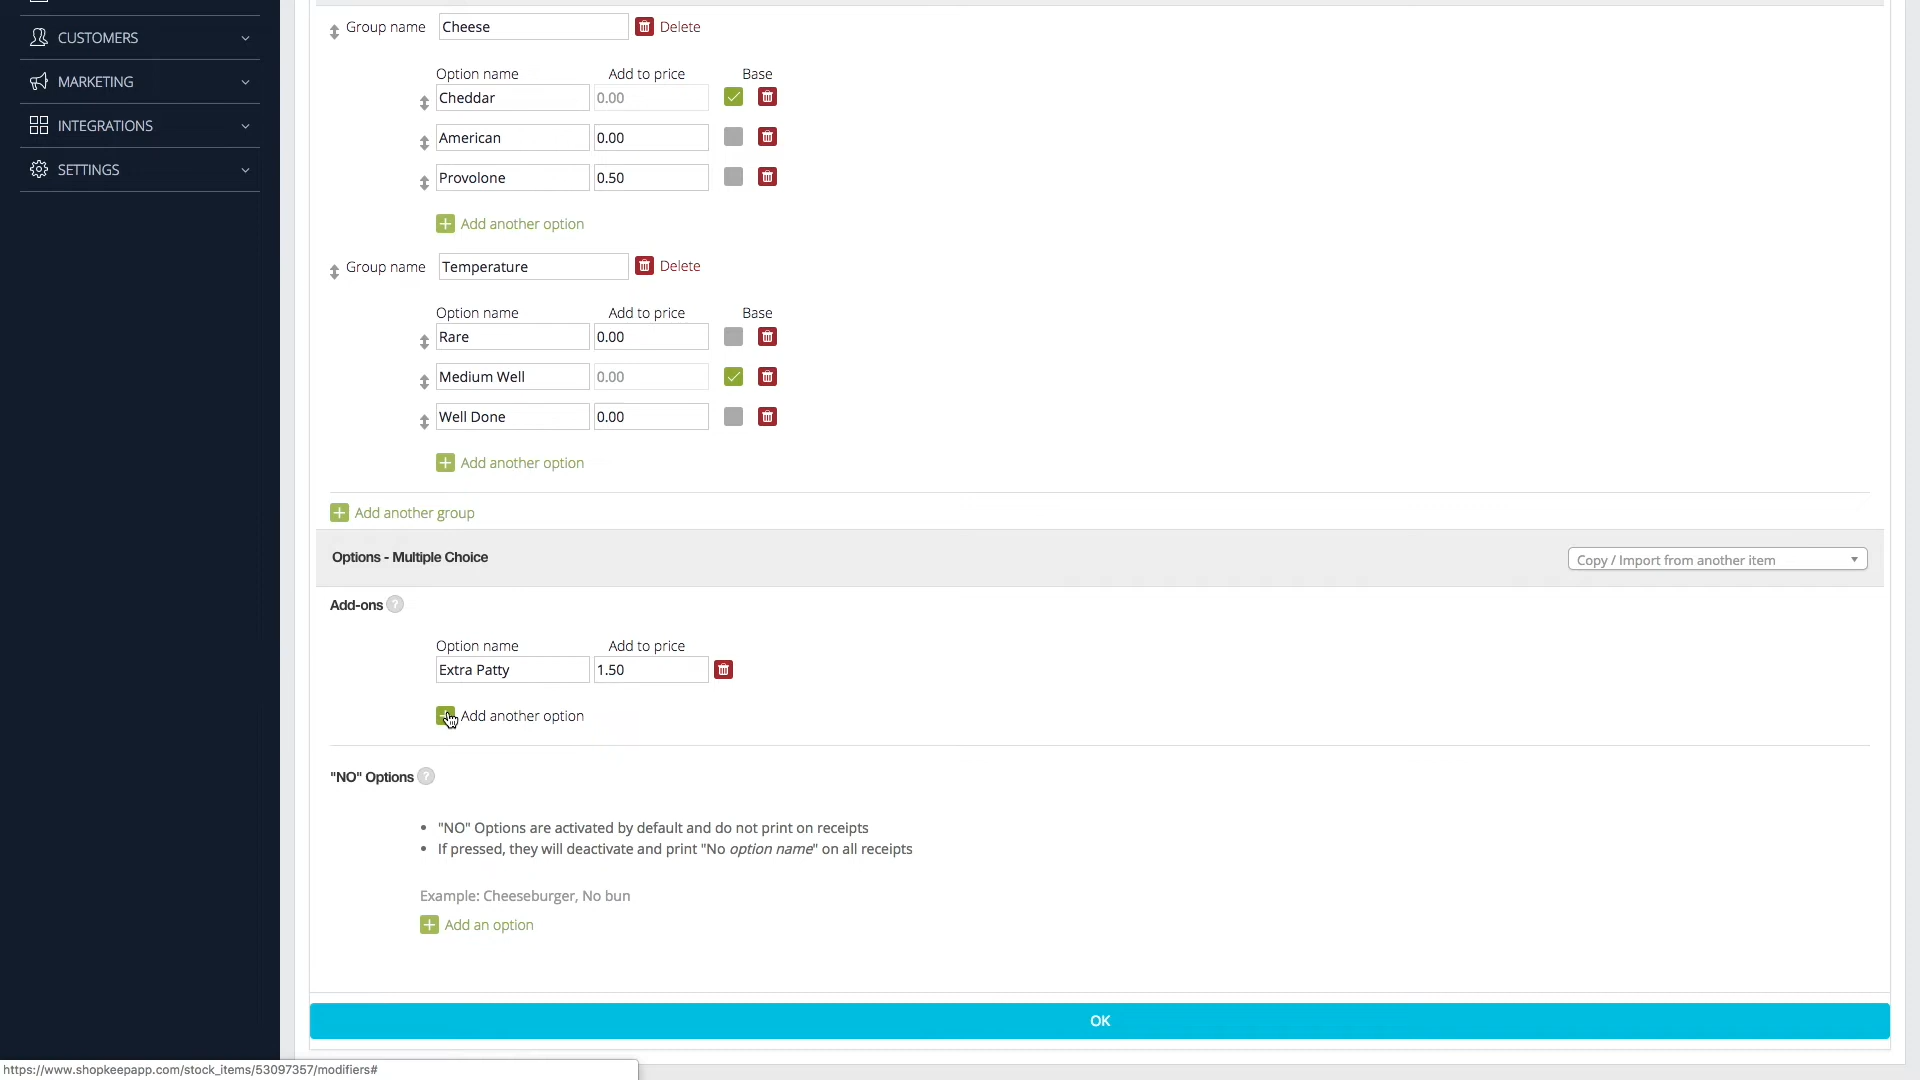 CUSTOMERS
MARKETING
INTEGRATIONS
SETTINGS
Group name Cheese Delete
Option name Add to price Base
Cheddar 0.00
American 0.00
Provolone 0.50
Add another option
Group name Temperature Delete
Option name Add to price Base
Rare 0.00
Medium Well 0.00
Well Done 0.00
Add another option
Add another group
Options - Multiple Choice Copy / Import from another item
Add-ons ?
Option name Add to price
Extra Patty 1.50
Add another option
"NO" Options ?
• "NO" Options are activated by default and do not print on receipts
• If pressed, they will deactivate and print "No option name" on all receipts
Example: Cheeseburger, No bun
Add an option
OK
https://www.shopkeepapp.com/stock_items/53097357/modifiers#